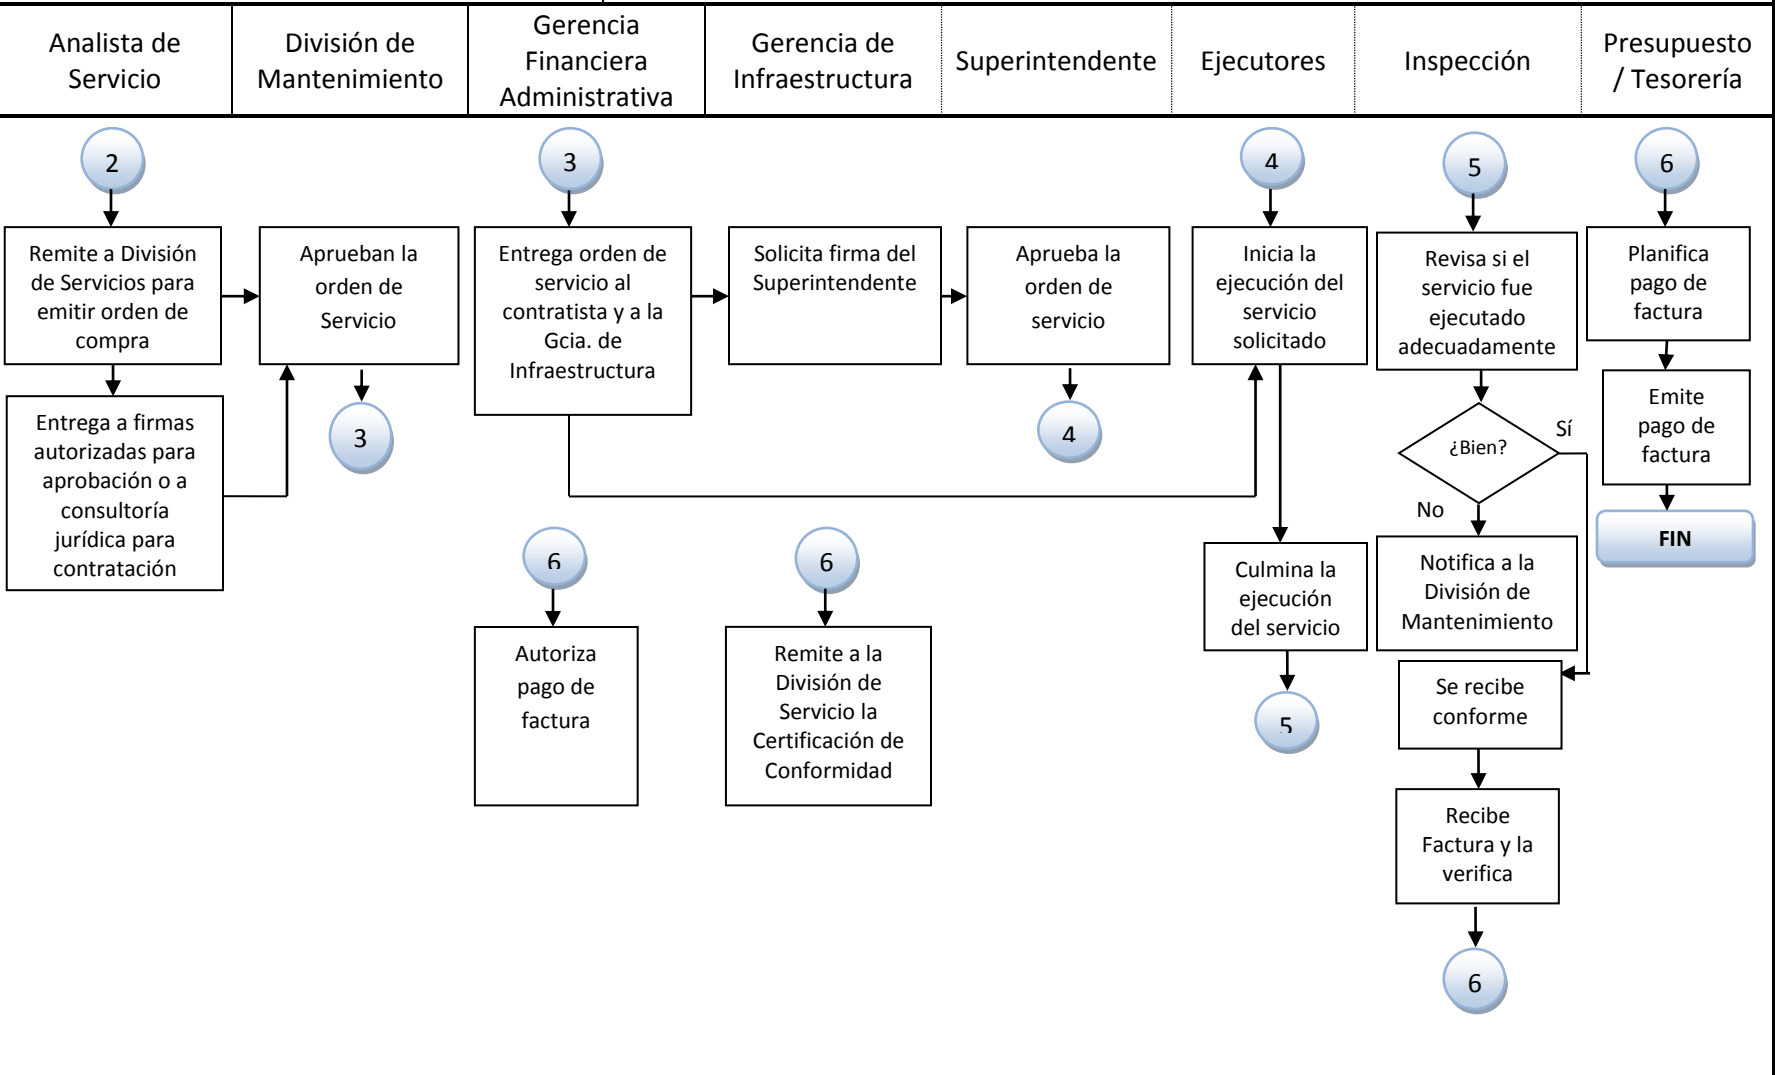 Analista de
Servicio
División de
Mantenimiento
Gerencia
Financiera
Administrativa
Gerencia de
Infraestructura
Superintendente
Ejecutores
Inspección
Presupuesto
/ Tesorería
2
Remite a División
de Servicios para
emitir orden de
compra
Entrega a firmas
autorizadas para
aprobación o a
consultoría
jurídica para
contratación
Aprueban la
orden de
Servicio
3
3
Entrega orden de
servicio al
contratista y a la
Gcia. de
Infraestructura
6
Autoriza
pago de
factura
Solicita firma del
Superintendente
6
Remite a la
División de
Servicio la
Certificación de
Conformidad
Aprueba la
orden de
servicio
4
4
Inicia la
ejecución del
servicio
solicitado
Culmina la
ejecución
del servicio
5
5
Revisa si el
servicio fue
ejecutado
adecuadamente
¿Bien?
Sí
No
Notifica a la
División de
Mantenimiento
Se recibe
conforme
Recibe
Factura y la
verifica
6
6
Planifica
pago de
factura
Emite
pago de
factura
FIN